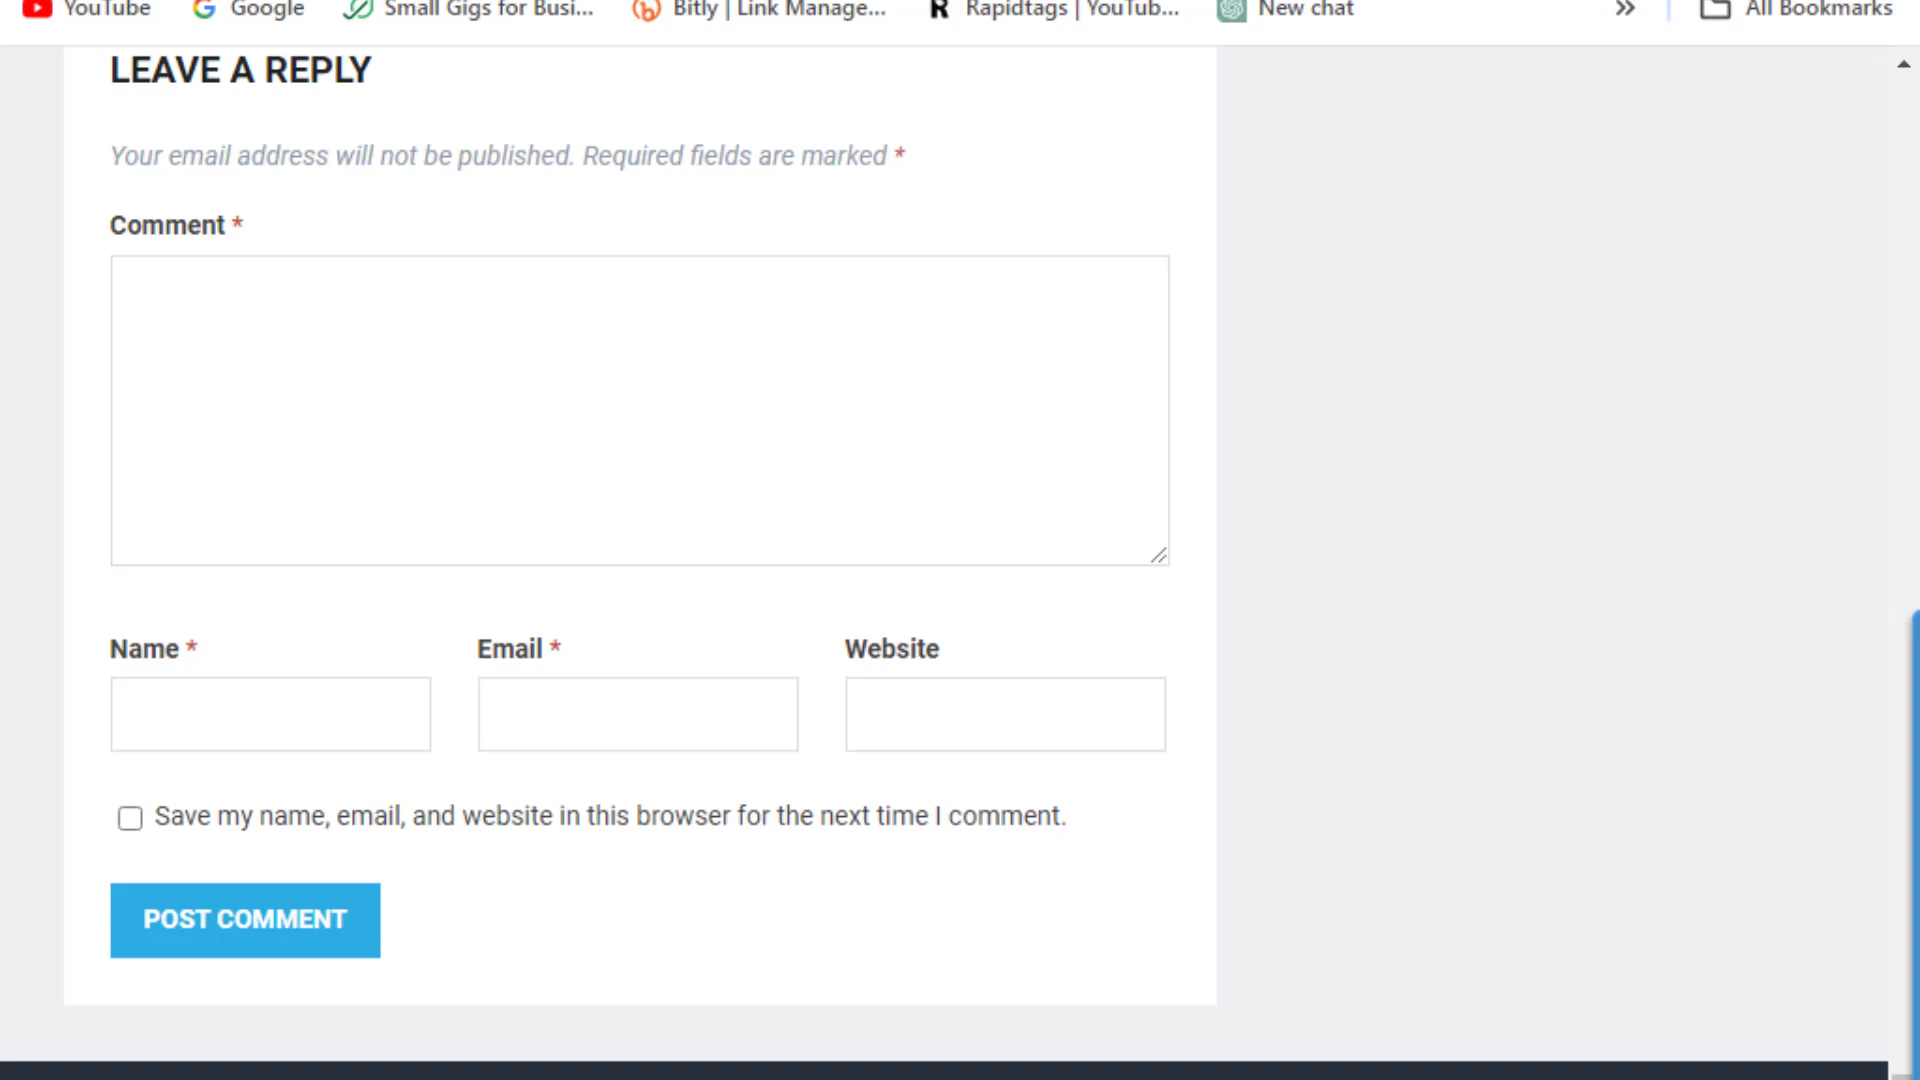 YouTube Google Small Gigs for Busi... Bitly | Link Manage... Rapidtags | YouTub... New chat » All Bookmarks
LEAVE A REPLY
Your email address will not be published. Required fields are marked *
Comment *
Name * Email * Website
Save my name, email, and website in this browser for the next time I comment.
POST COMMENT